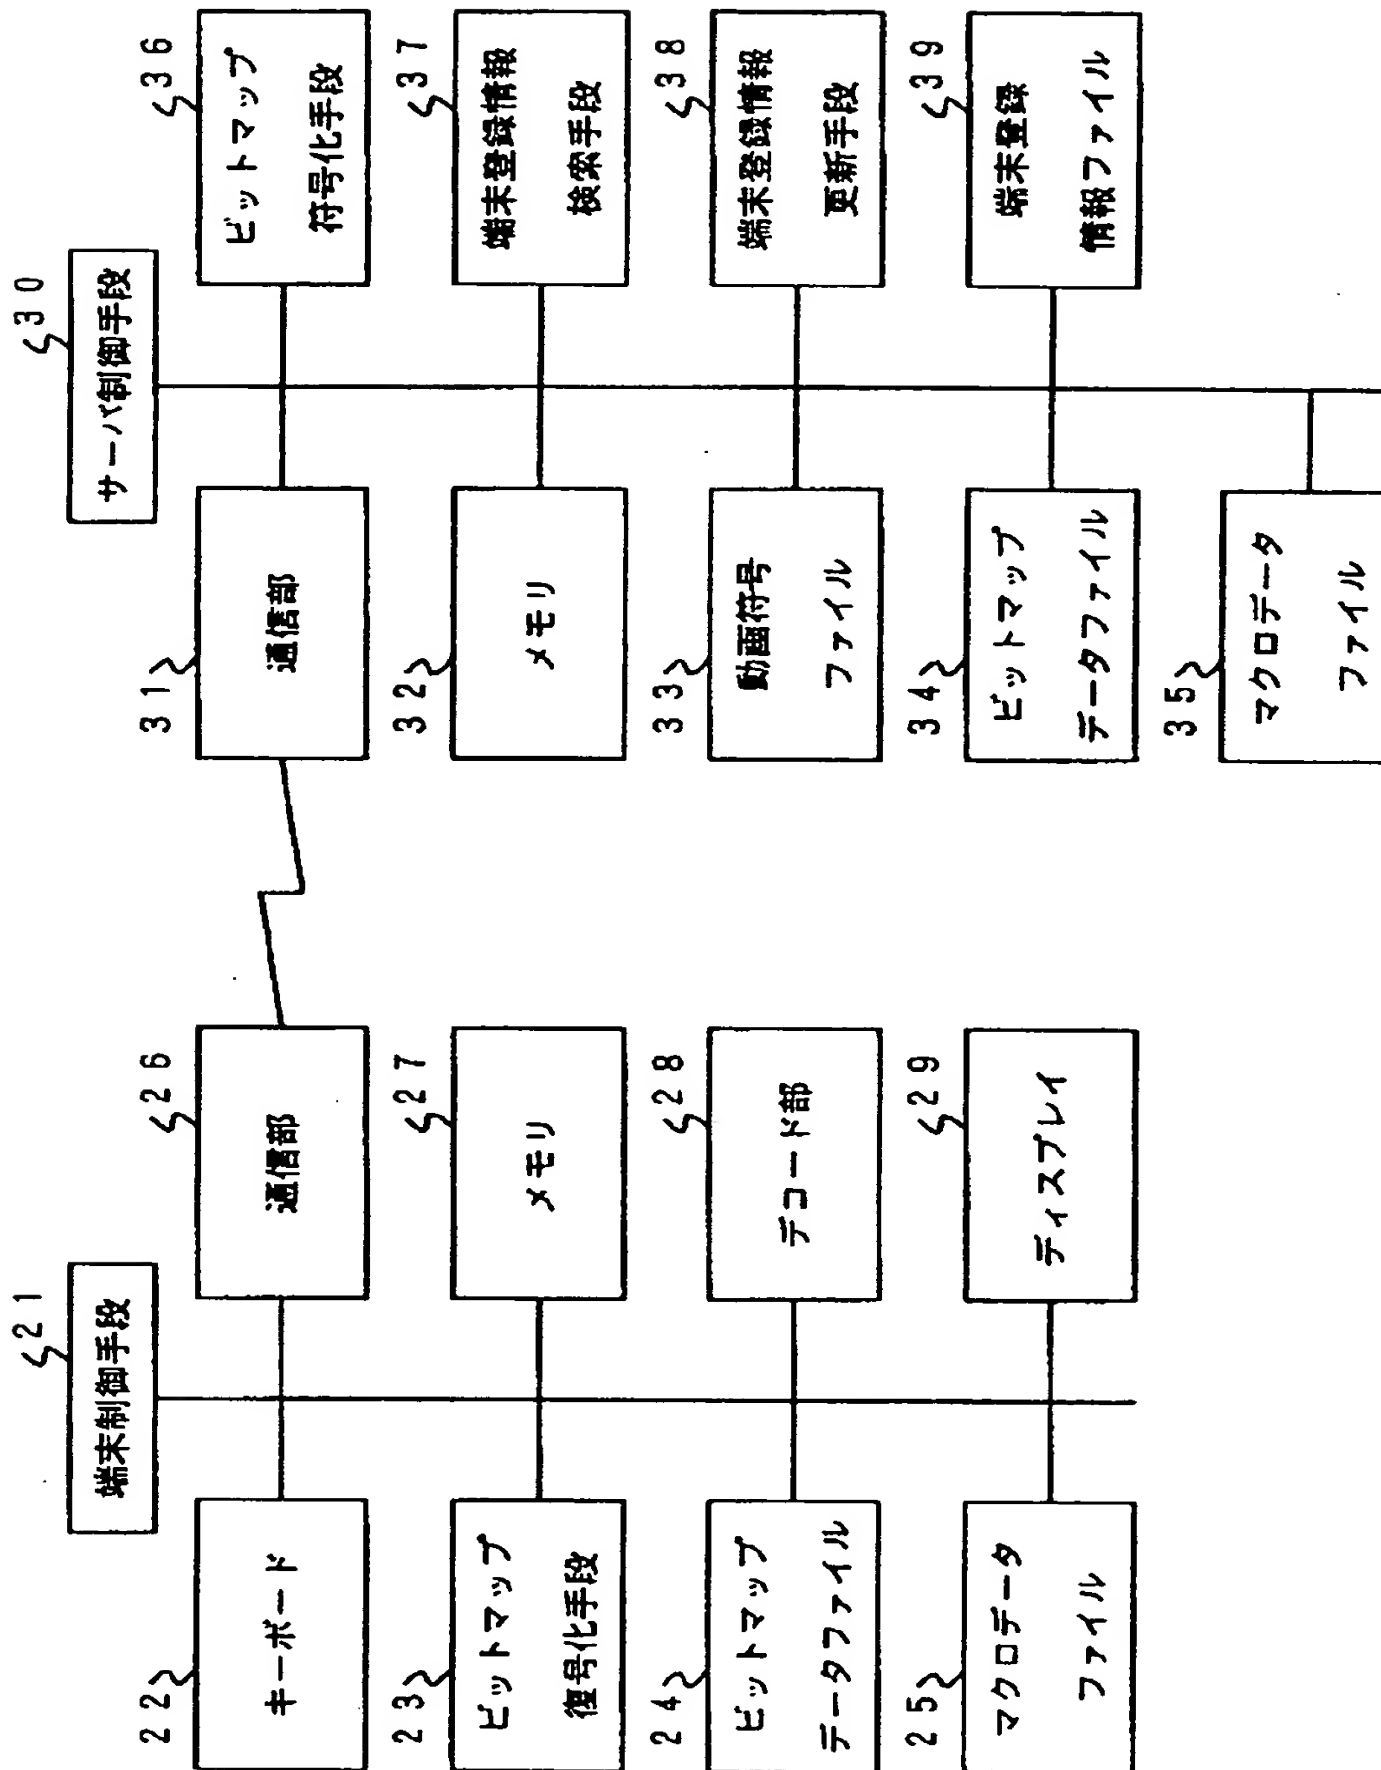 21
端末制御手段
22
キーボード
23
ビットマップ
復号化手段
24
ビットマップ
データファイル
25
マクロデータ
ファイル
26
通信部
27
メモリ
28
デコード部
29
ディスプレイ
30
サーバ制御手段
31
通信部
32
メモリ
33
動画符号
ファイル
34
ビットマップ
データファイル
35
マクロデータ
ファイル
36
ビットマップ
符号化手段
37
端末登録情報
検索手段
38
端末登録情報
更新手段
39
端末登録
情報ファイル